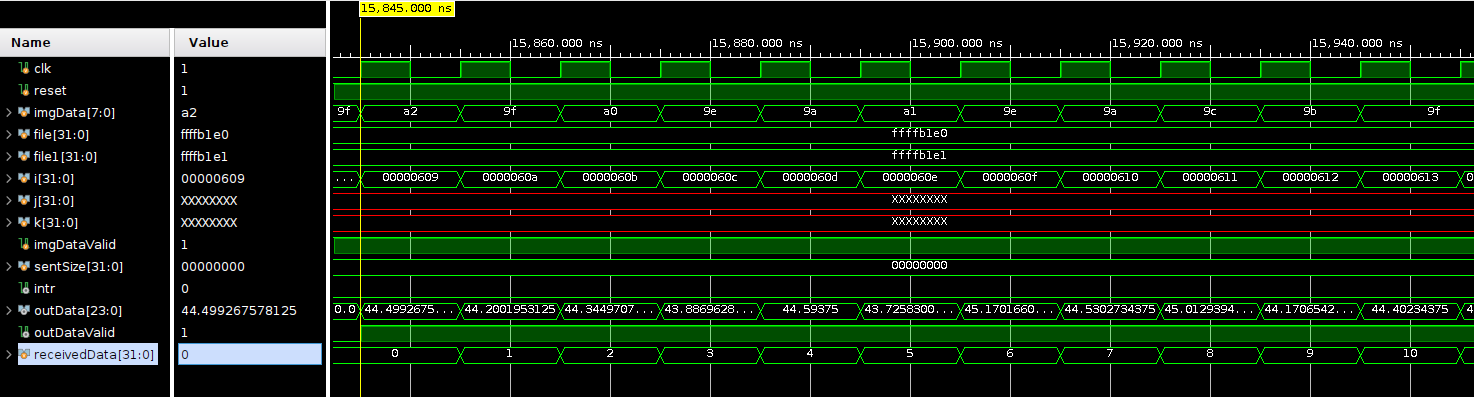 15,845.000 ns
Name Value
15,860.000 ns 15,880.000 ns 15,900.000 ns 15,920.000 ns 15,940.000 ns
clk 1
reset 1
imgData[7:0] a2 9f a2 9f a0 9e 9a a1 9e 9a 9c 9b 9f
file[31:0] ffffb1e0 ffffb1e0
file1[31:0] ffffb1e1 ffffb1e1
i[31:0] 00000609 ... 00000609 0000060a 0000060b 0000060c 0000060d 0000060e 0000060f 00000610 00000611 00000612 00000613 0
j[31:0] XXXXXXXX XXXXXXXX
k[31:0] XXXXXXXX XXXXXXXX
imgDataValid 1
sentSize[31:0] 00000000 00000000
intr 0
outData[23:0] 44.499267578125 0.0 44.4992675... 44.2001953125 44.3449707... 43.8869628... 44.59375 43.7258300... 45.1701660... 44.5302734375 45.0129394... 44.1706542... 44.40234375 4
outDataValid 1
receivedData[31:0] 0 0 1 2 3 4 5 6 7 8 9 10